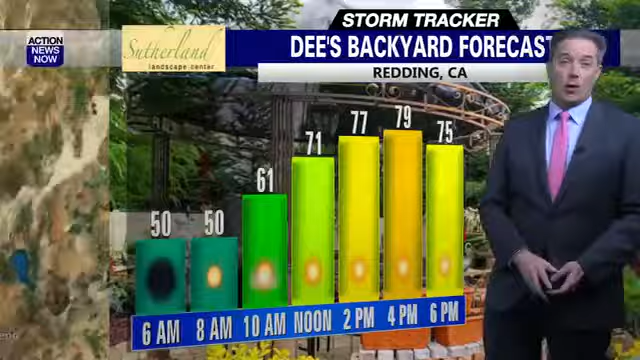 STORM TRACKER
ACTION
NEWS
NOW
Sutherland
landscape center
DEE'S BACKYARD FORECAST
REDDING, CA
50 50 61 71 77 79 75
6 AM 8 AM 10 AM NOON 2 PM 4 PM 6 PM